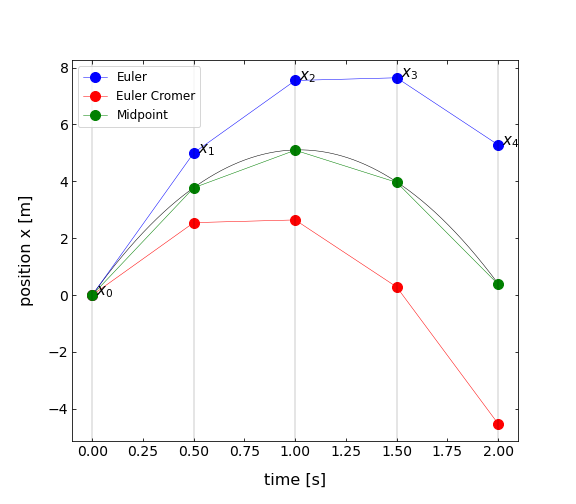 8
6
4
2
0
−2
−4
position x [m]
Euler
Euler Cromer
Midpoint
x0
x1
x2
x3
x4
0.00 0.25 0.50 0.75 1.00 1.25 1.50 1.75 2.00
time [s]